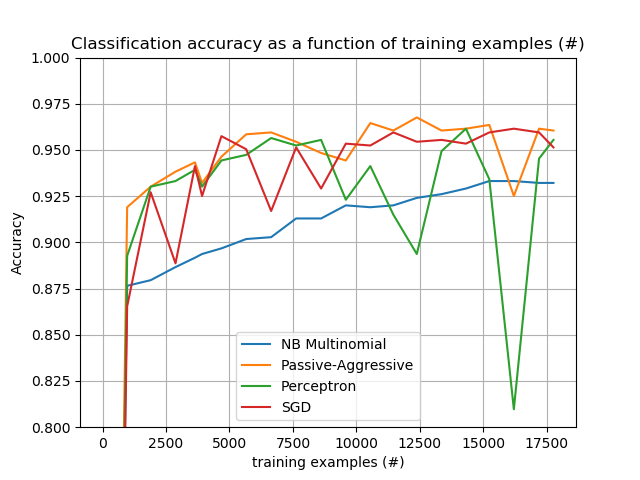 Classification accuracy as a function of training examples (#)
1.000
0.975
0.950
0.925
0.900
0.875
0.850
0.825
0.800
Accuracy
NB Multinomial
Passive-Aggressive
Perceptron
SGD
0 2500 5000 7500 10000 12500 15000 17500
training examples (#)